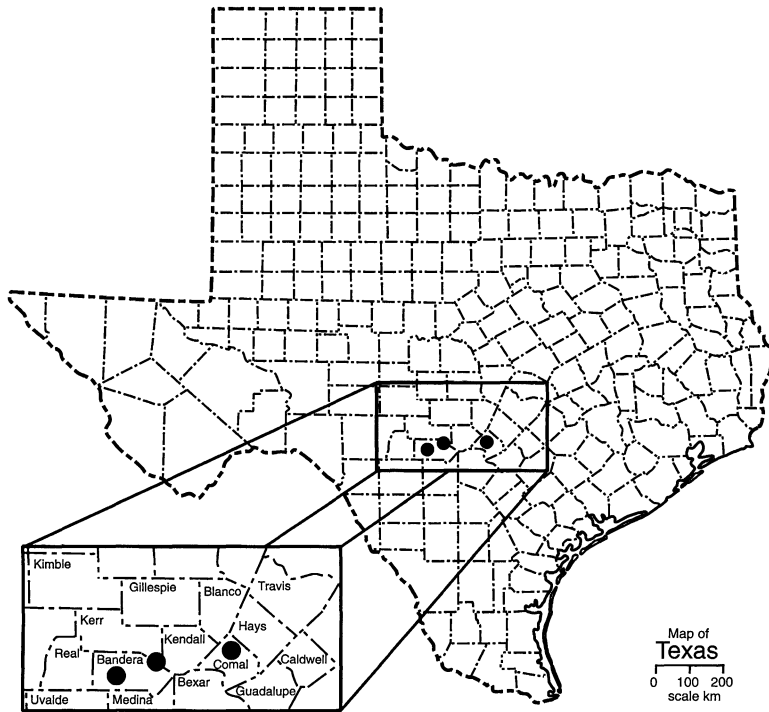 Kimble
Gillespie
Blanco
Travis
Kerr
Hays
Kendall
Real
Bandera
Comal
Caldwell
Bexar
Guadalupe
Uvalde
Medina
Map of
Texas
0 100 200
scale km